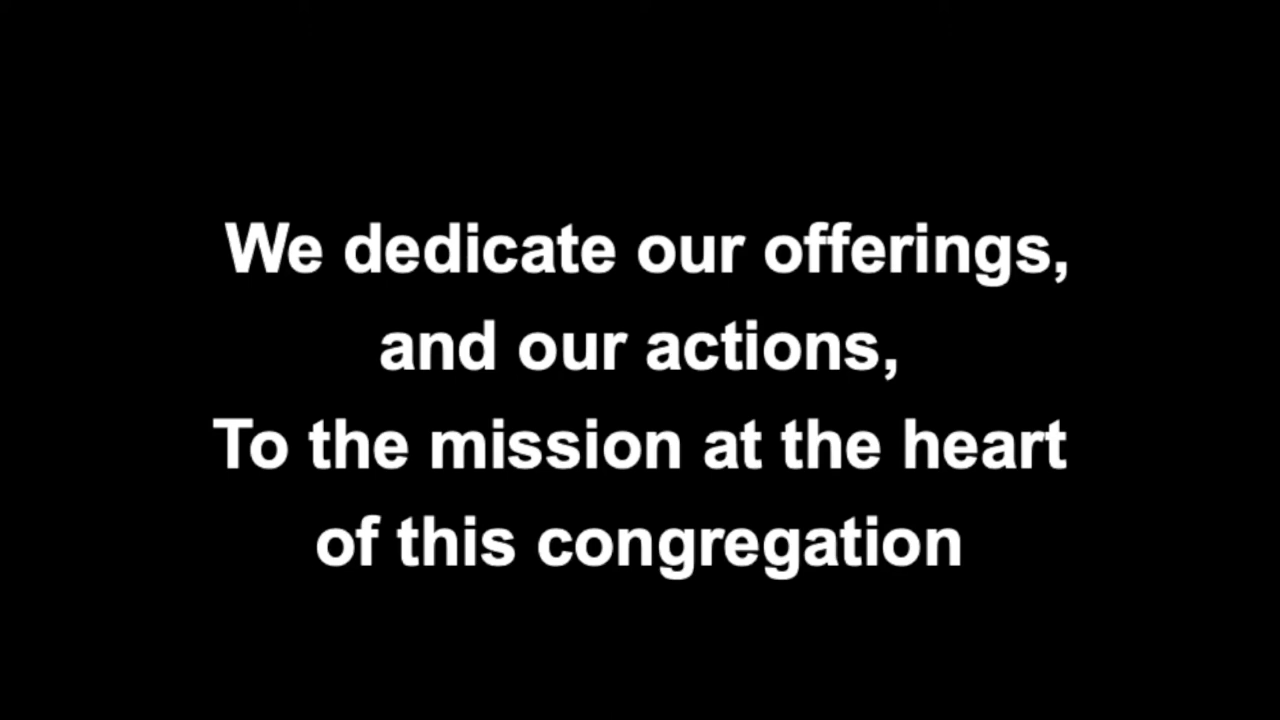 We dedicate our offerings,
and our actions,
To the mission at the heart
of this congregation